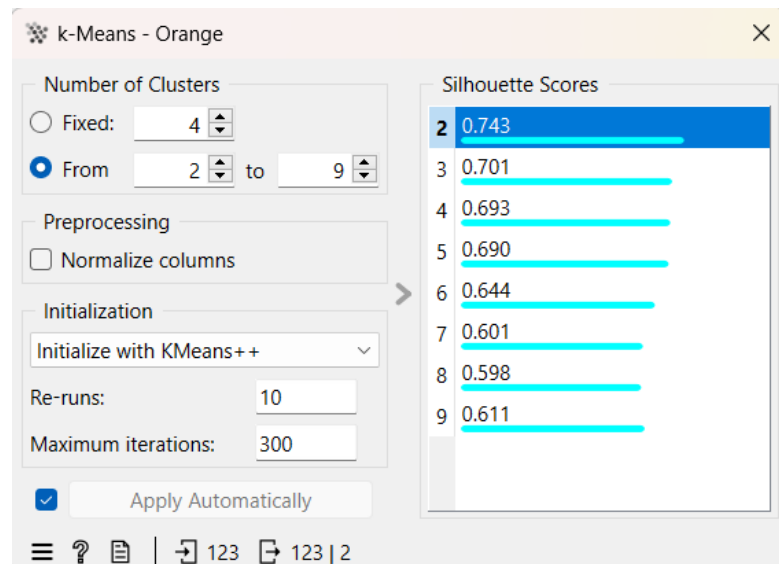 k-Means - Orange
Number of Clusters
Fixed: 4
From 2 to 9
Preprocessing
Normalize columns
Initialization
Initialize with KMeans++
Re-runs: 10
Maximum iterations: 300
Apply Automatically
123 123 | 2
Silhouette Scores
2 0.743
3 0.701
4 0.693
5 0.690
6 0.644
7 0.601
8 0.598
9 0.611